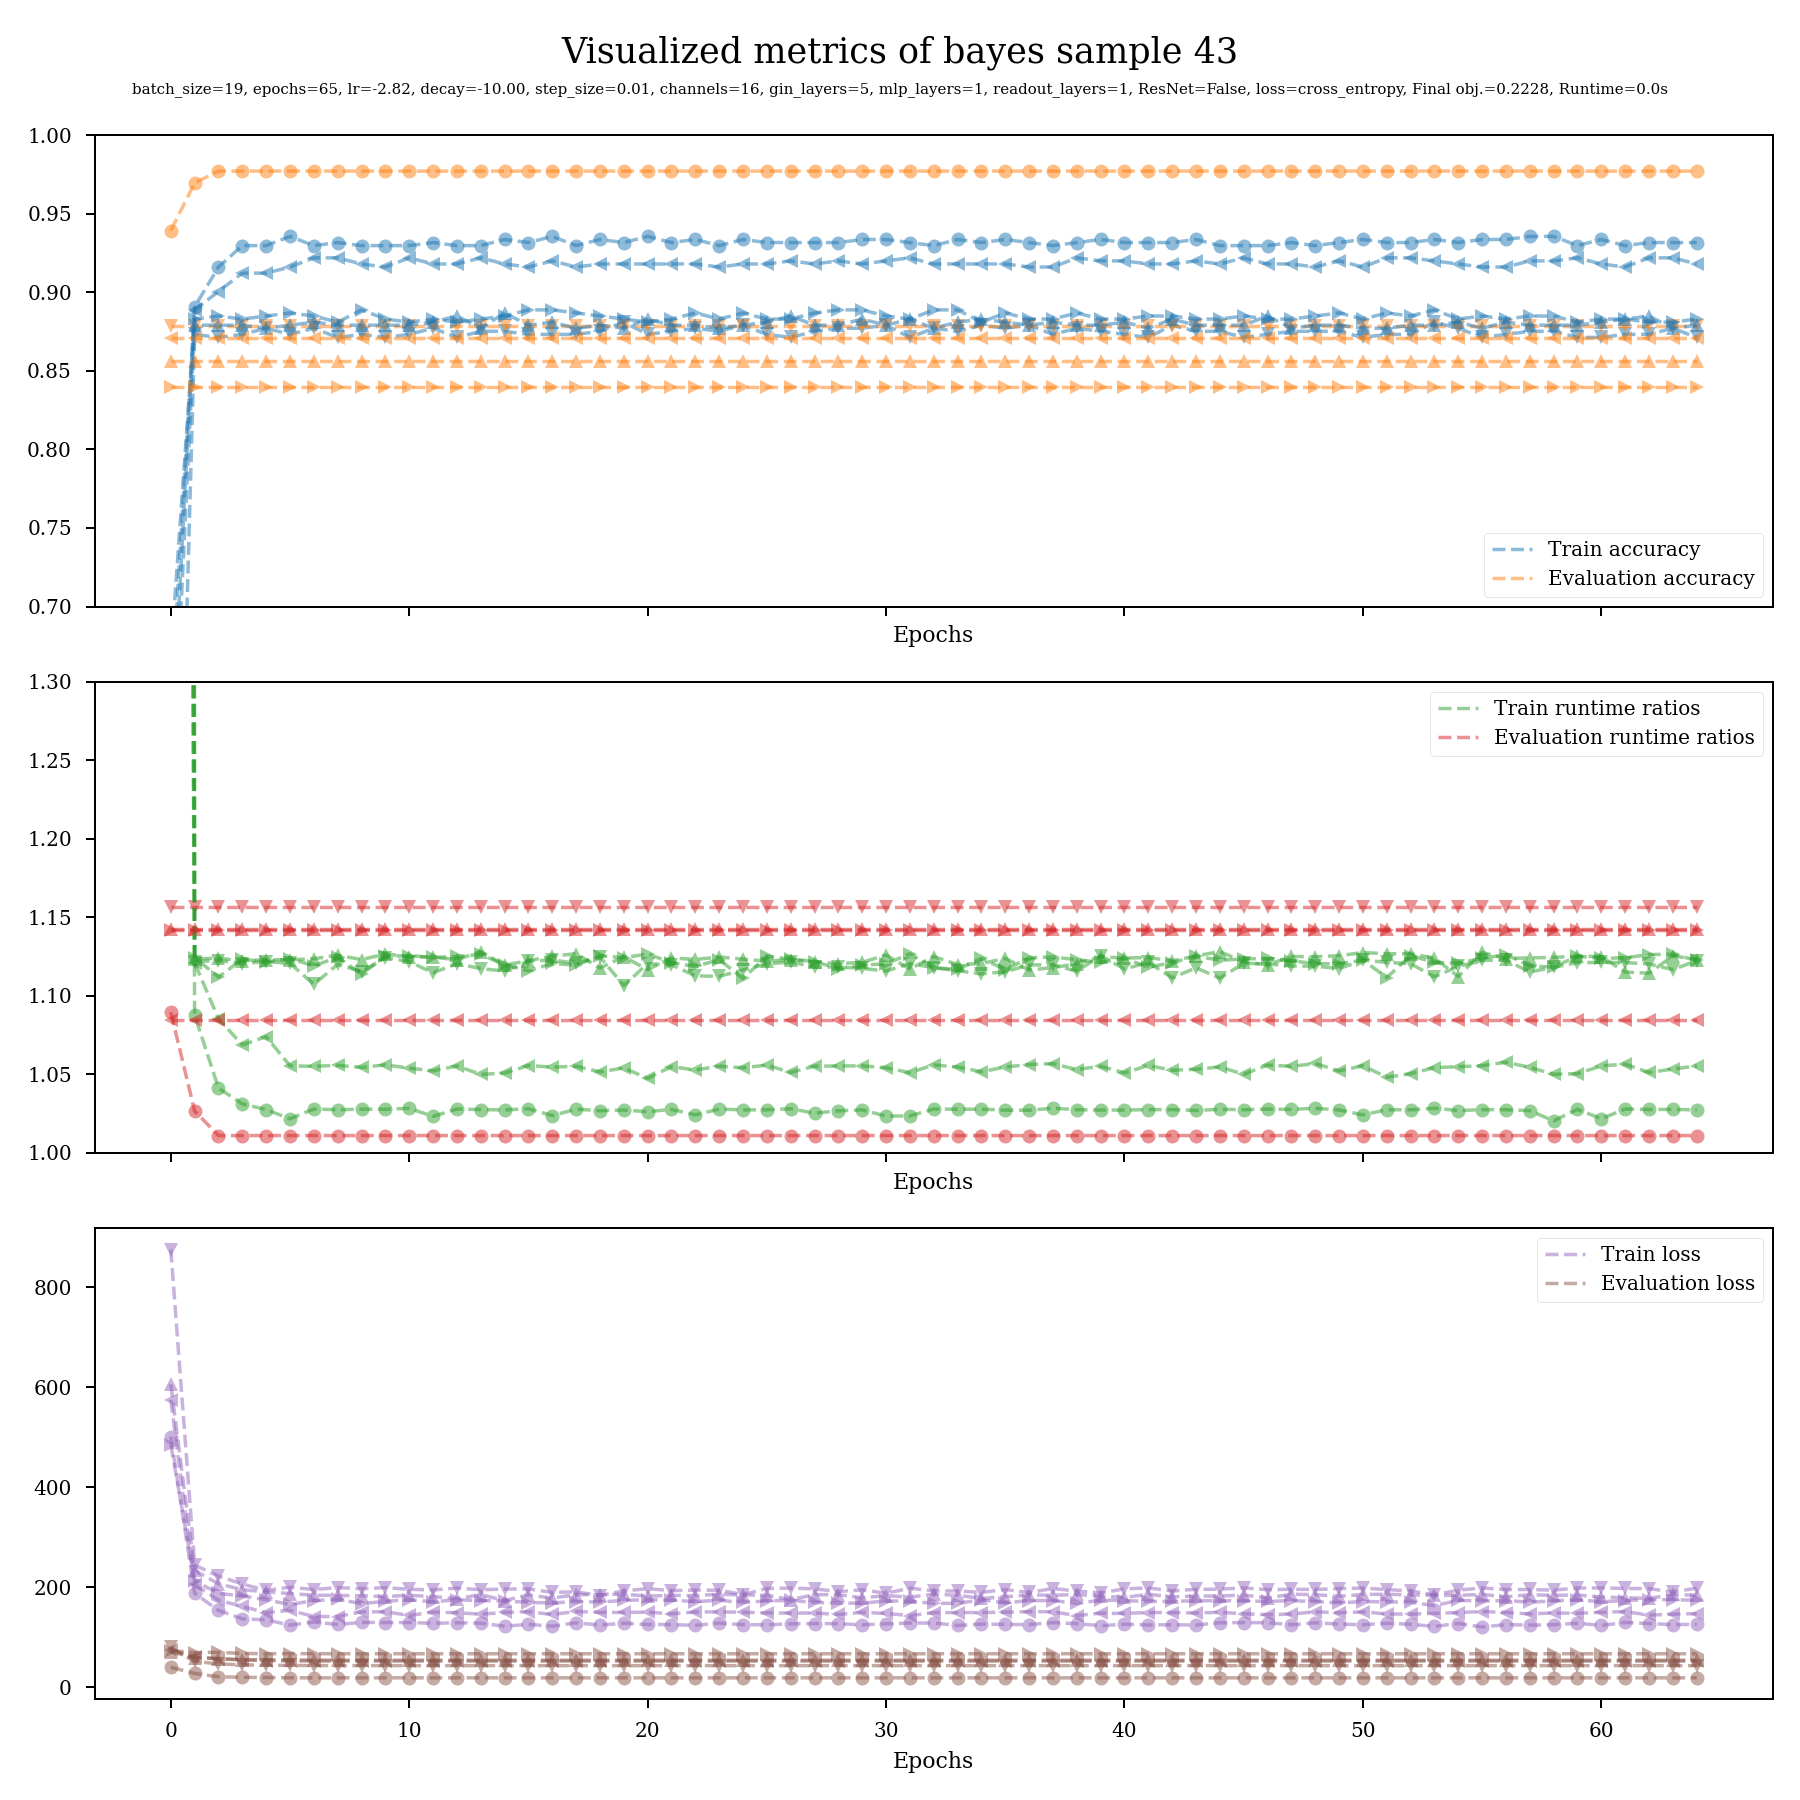 Visualized metrics of bayes sample 43
batch_size=19, epochs=65, lr=-2.82, decay=-10.00, step_size=0.01, channels=16, gin_layers=5, mlp_layers=1, readout_layers=1, ResNet=False, loss=cross_entropy, Final obj.=0.2228, Runtime=0.0s
1.00
0.95
0.90
0.85
0.80
0.75
0.70
Train accuracy
Evaluation accuracy
Epochs
1.30
1.25
1.20
1.15
1.10
1.05
1.00
Train runtime ratios
Evaluation runtime ratios
Epochs
800
600
400
200
0
Train loss
Evaluation loss
0 10 20 30 40 50 60
Epochs